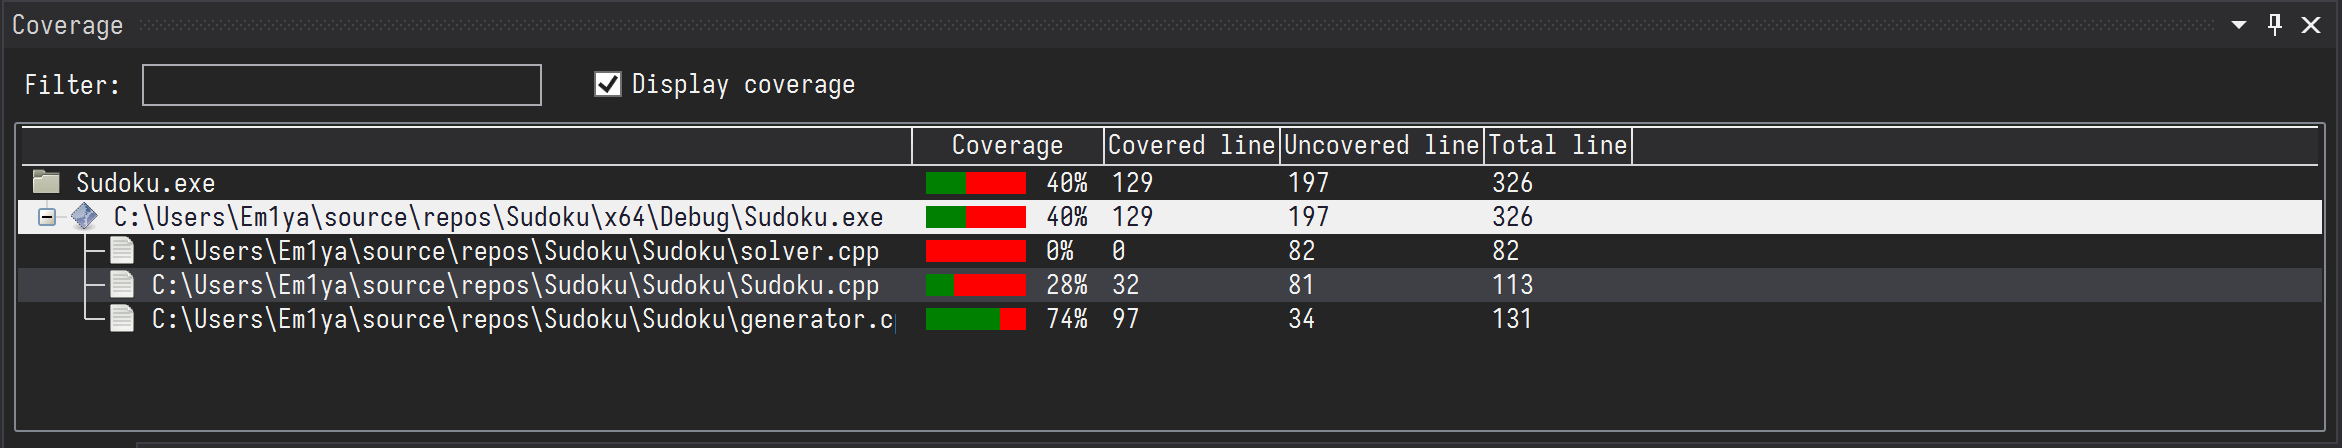 Coverage
Filter: Display coverage
Coverage Covered line Uncovered line Total line
Sudoku.exe 40% 129 197 326
C:\Users\Em1ya\source\repos\Sudoku\x64\Debug\Sudoku.exe 40% 129 197 326
C:\Users\Em1ya\source\repos\Sudoku\Sudoku\solver.cpp 0% 0 82 82
C:\Users\Em1ya\source\repos\Sudoku\Sudoku\Sudoku.cpp 28% 32 81 113
C:\Users\Em1ya\source\repos\Sudoku\Sudoku\generator.c 74% 97 34 131